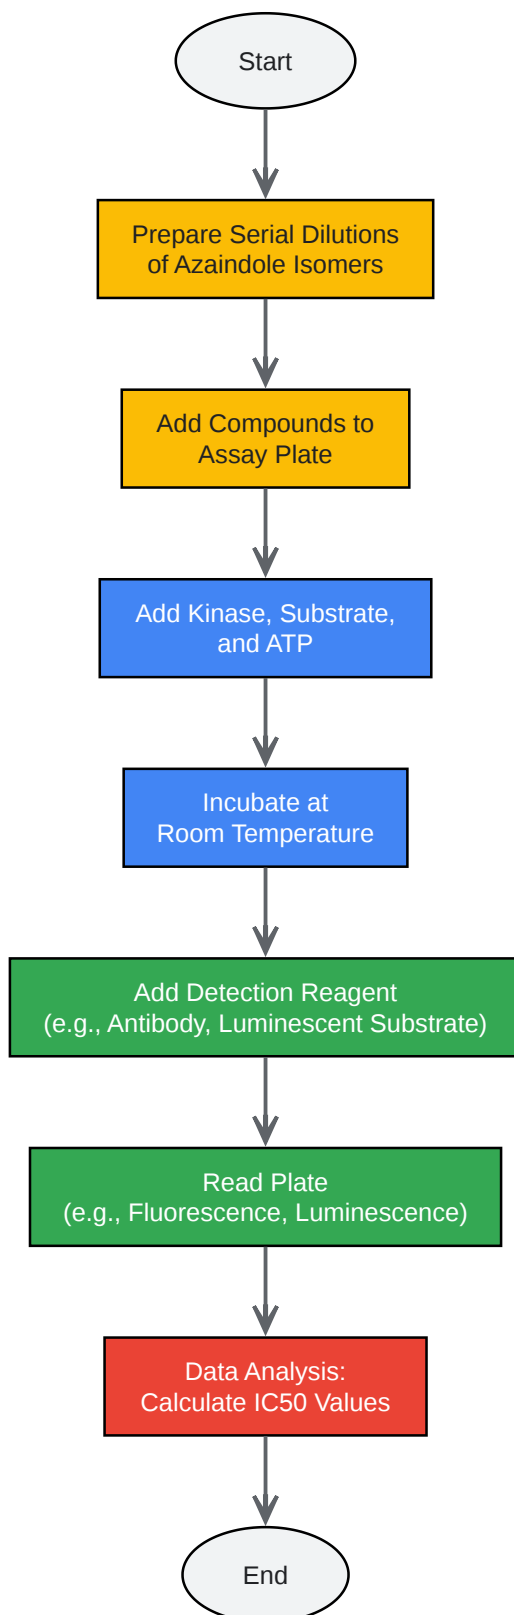 Start
Prepare Serial Dilutions
of Azaindole Isomers
Add Compounds to
Assay Plate
Add Kinase, Substrate,
and ATP
Incubate at
Room Temperature
Add Detection Reagent
(e.g., Antibody, Luminescent Substrate)
Read Plate
(e.g., Fluorescence, Luminescence)
Data Analysis:
Calculate IC50 Values
End